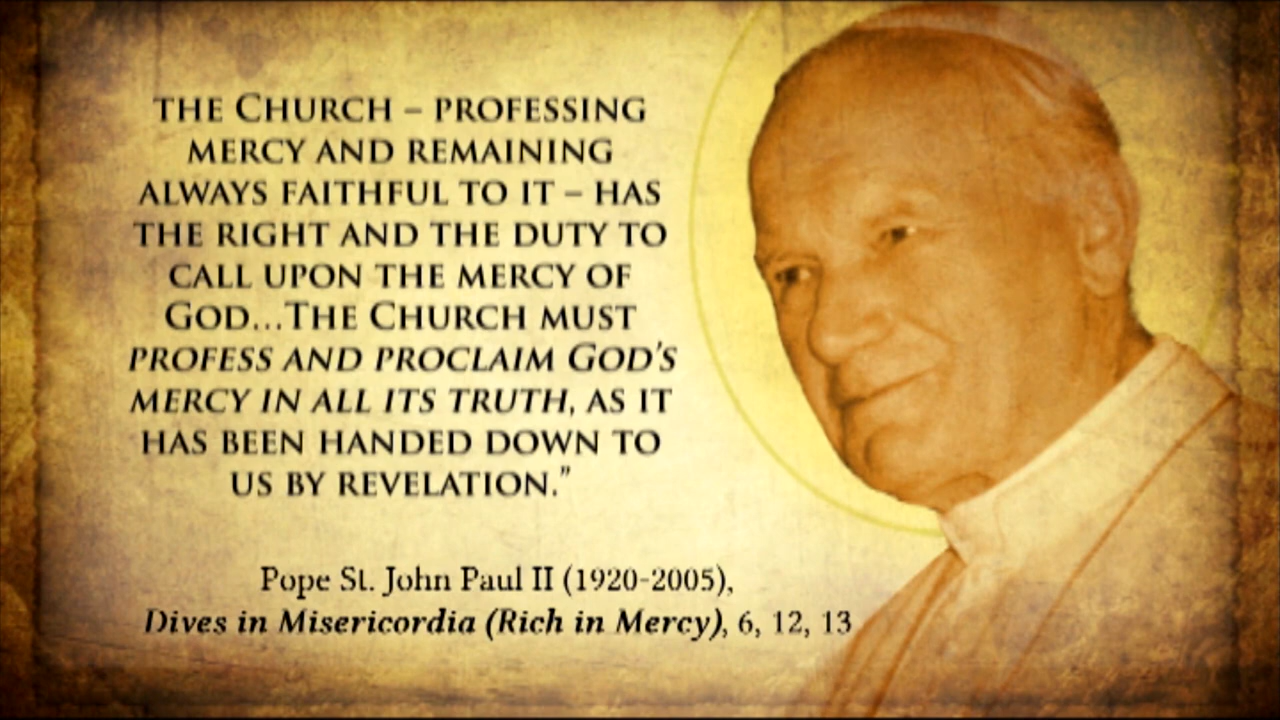 THE CHURCH – PROFESSING
MERCY AND REMAINING
ALWAYS FAITHFUL TO IT – HAS
THE RIGHT AND THE DUTY TO
CALL UPON THE MERCY OF
GOD...THE CHURCH MUST
PROFESS AND PROCLAIM GOD'S
MERCY IN ALL ITS TRUTH, AS IT
HAS BEEN HANDED DOWN TO
US BY REVELATION.”
Pope St. John Paul II (1920-2005),
Dives in Misericordia (Rich in Mercy), 6, 12, 13